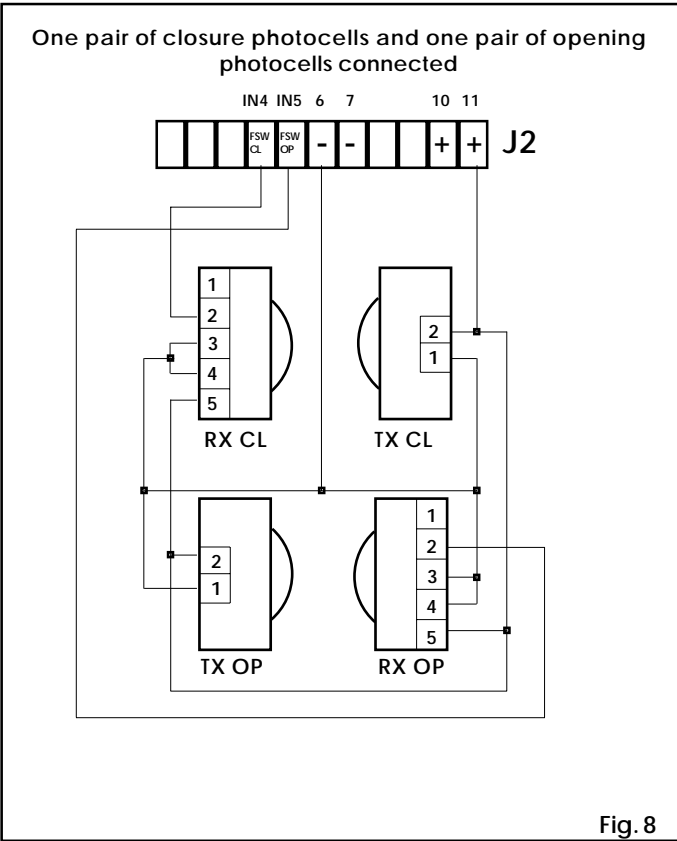 One pair of closure photocells and one pair of opening
photocells connected
IN4 IN5 6 7 10 11
FSW CL FSW OP - - + + J2
1
2
3
4
5
RX CL
2
1
TX CL
2
1
TX OP
1
2
3
4
5
RX OP
Fig. 8